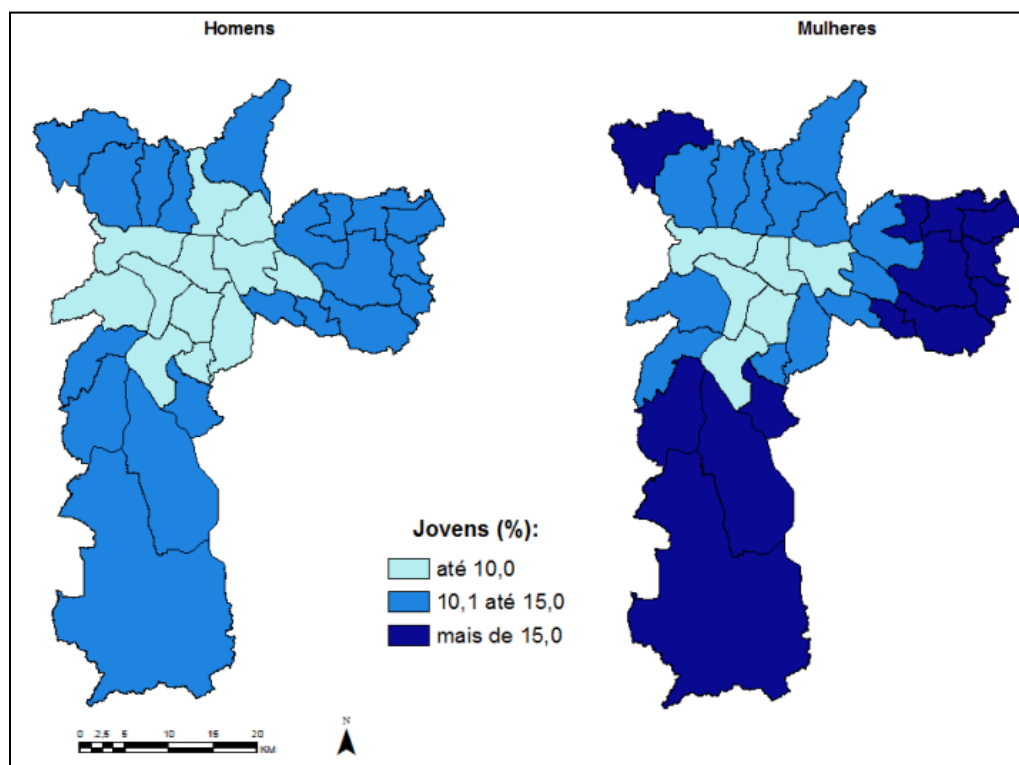 Homens
Mulheres
Jovens (%):
até 10,0
10,1 até 15,0
mais de 15,0
0 2,5 5 10 15 20
KM
N